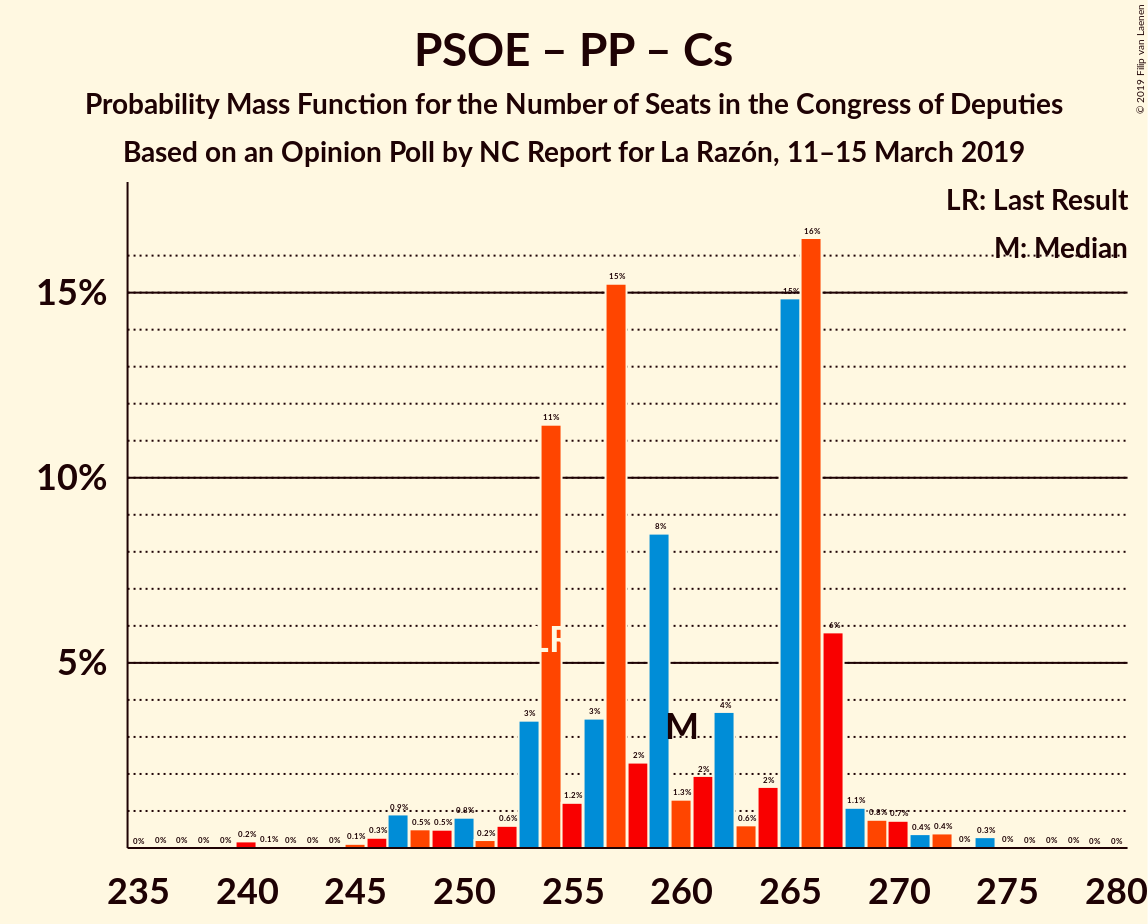 PSOE – PP – Cs
Probability Mass Function for the Number of Seats in the Congress of Deputies
Based on an Opinion Poll by NC Report for La Razón, 11–15 March 2019
© 2019 Filip van Laenen
LR: Last Result
M: Median
15%
10%
5%
0% 0% 0% 0% 0% 0.2% 0.1% 0% 0% 0% 0.1% 0.3% 0.9% 0.5% 0.5% 0.8% 0.2% 0.6% 3% 11% 1.2% 3% 15% 2% 8% 1.3% 2% 4% 0.6% 2% 15% 16% 6% 1.1% 0.8% 0.7% 0.4% 0.4% 0% 0.3% 0% 0% 0% 0% 0% 0%
LR
M
235 240 245 250 255 260 265 270 275 280